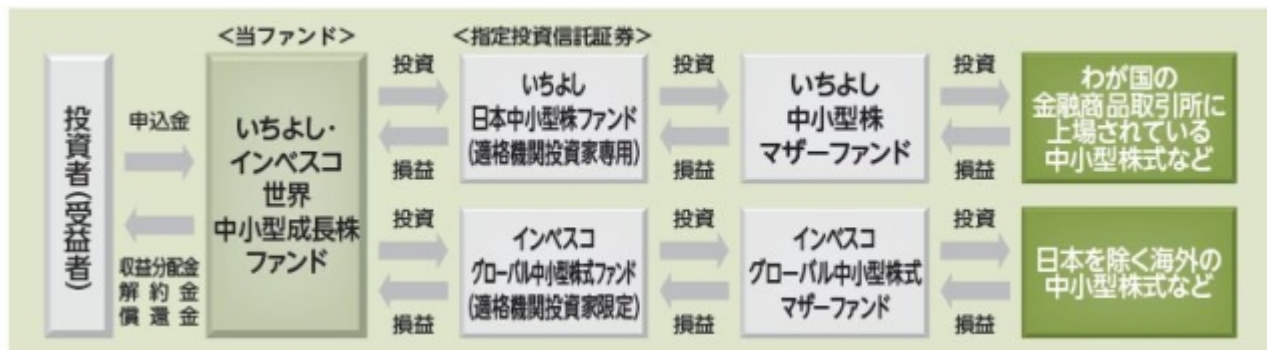 <当ファンド>
<指定投資信託証券>
投資者(受益者)
申込金
収益分配金
解約金
償還金
いちよし・
インベスコ
世界
中小型成長株
ファンド
投資
損益
いちよし
日本中小型株ファンド
(適格機関投資家専用)
投資
損益
いちよし
中小型株
マザーファンド
投資
損益
わが国の
金融商品取引所に
上場されている
中小型株式など
投資
損益
インベスコ
グローバル中小型株式ファンド
(適格機関投資家限定)
投資
損益
インベスコ
グローバル中小型株式
マザーファンド
投資
損益
日本を除く海外の
中小型株式など